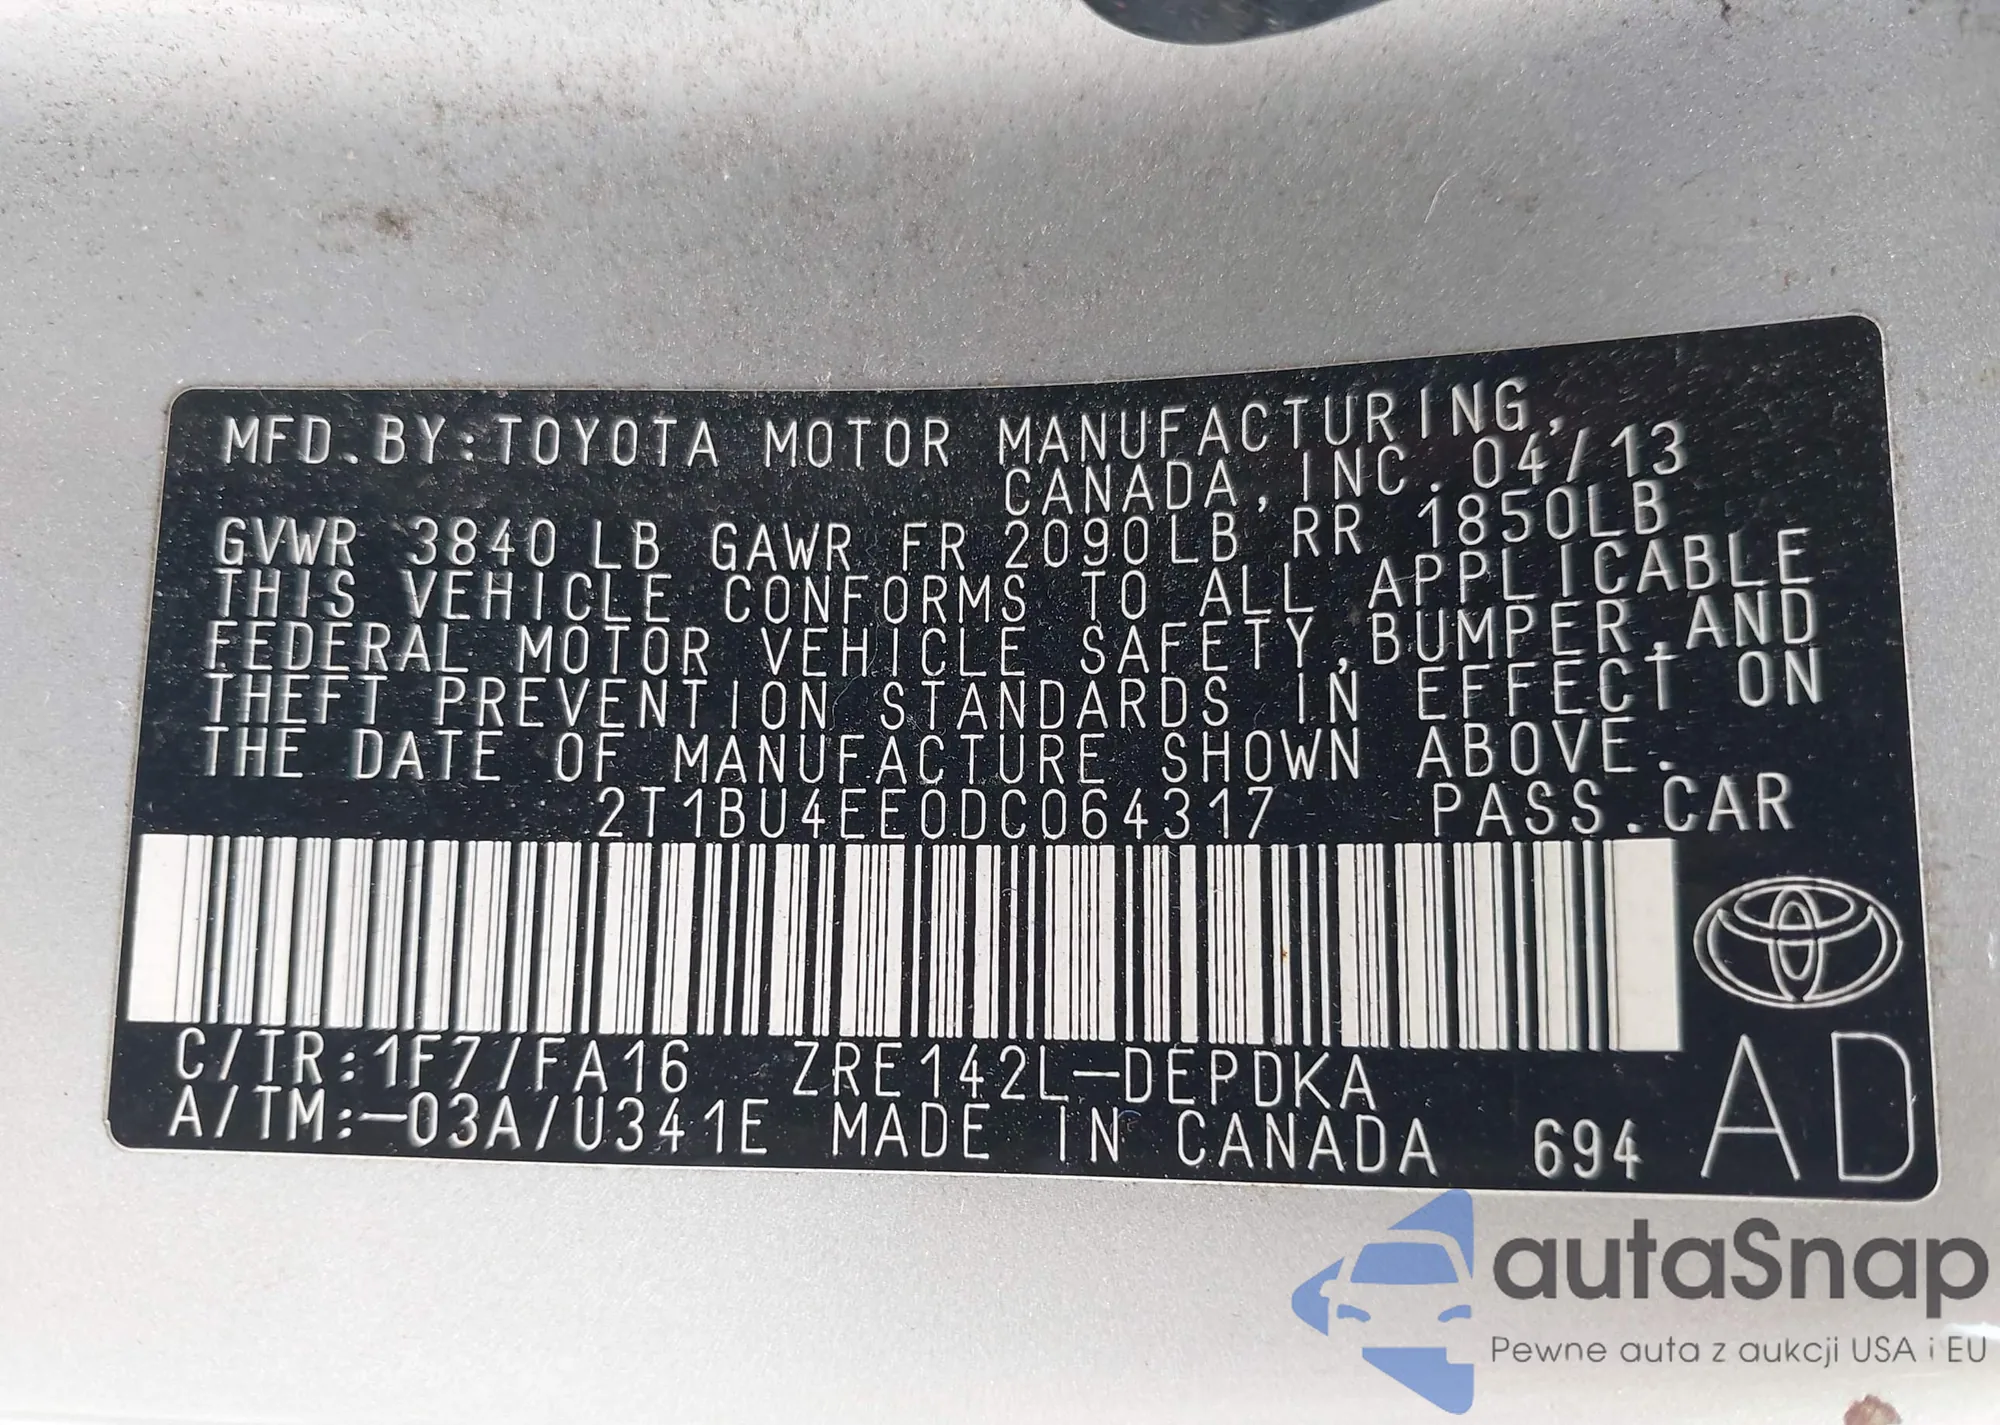 MFD.BY:TOYOTA MOTOR MANUFACTURING,
CANADA,INC.04/13
GVWR 3840 LB GAWR FR 2090LB RR 1850LB
THIS VEHICLE CONFORMS TO ALL APPLICABLE
FEDERAL MOTOR VEHICLE SAFETY,BUMPER,AND
THEFT PREVENTION STANDARDS IN EFFECT ON
THE DATE OF MANUFACTURE SHOWN ABOVE.
2T1BU4EE0DC064317 PASS.CAR
C/TR:1F7/FA16 ZRE142L-DEPDKA
A/TM:-03A/U341E MADE IN CANADA 694
AD
autaSnap
Pewne auta z aukcji USA i EU